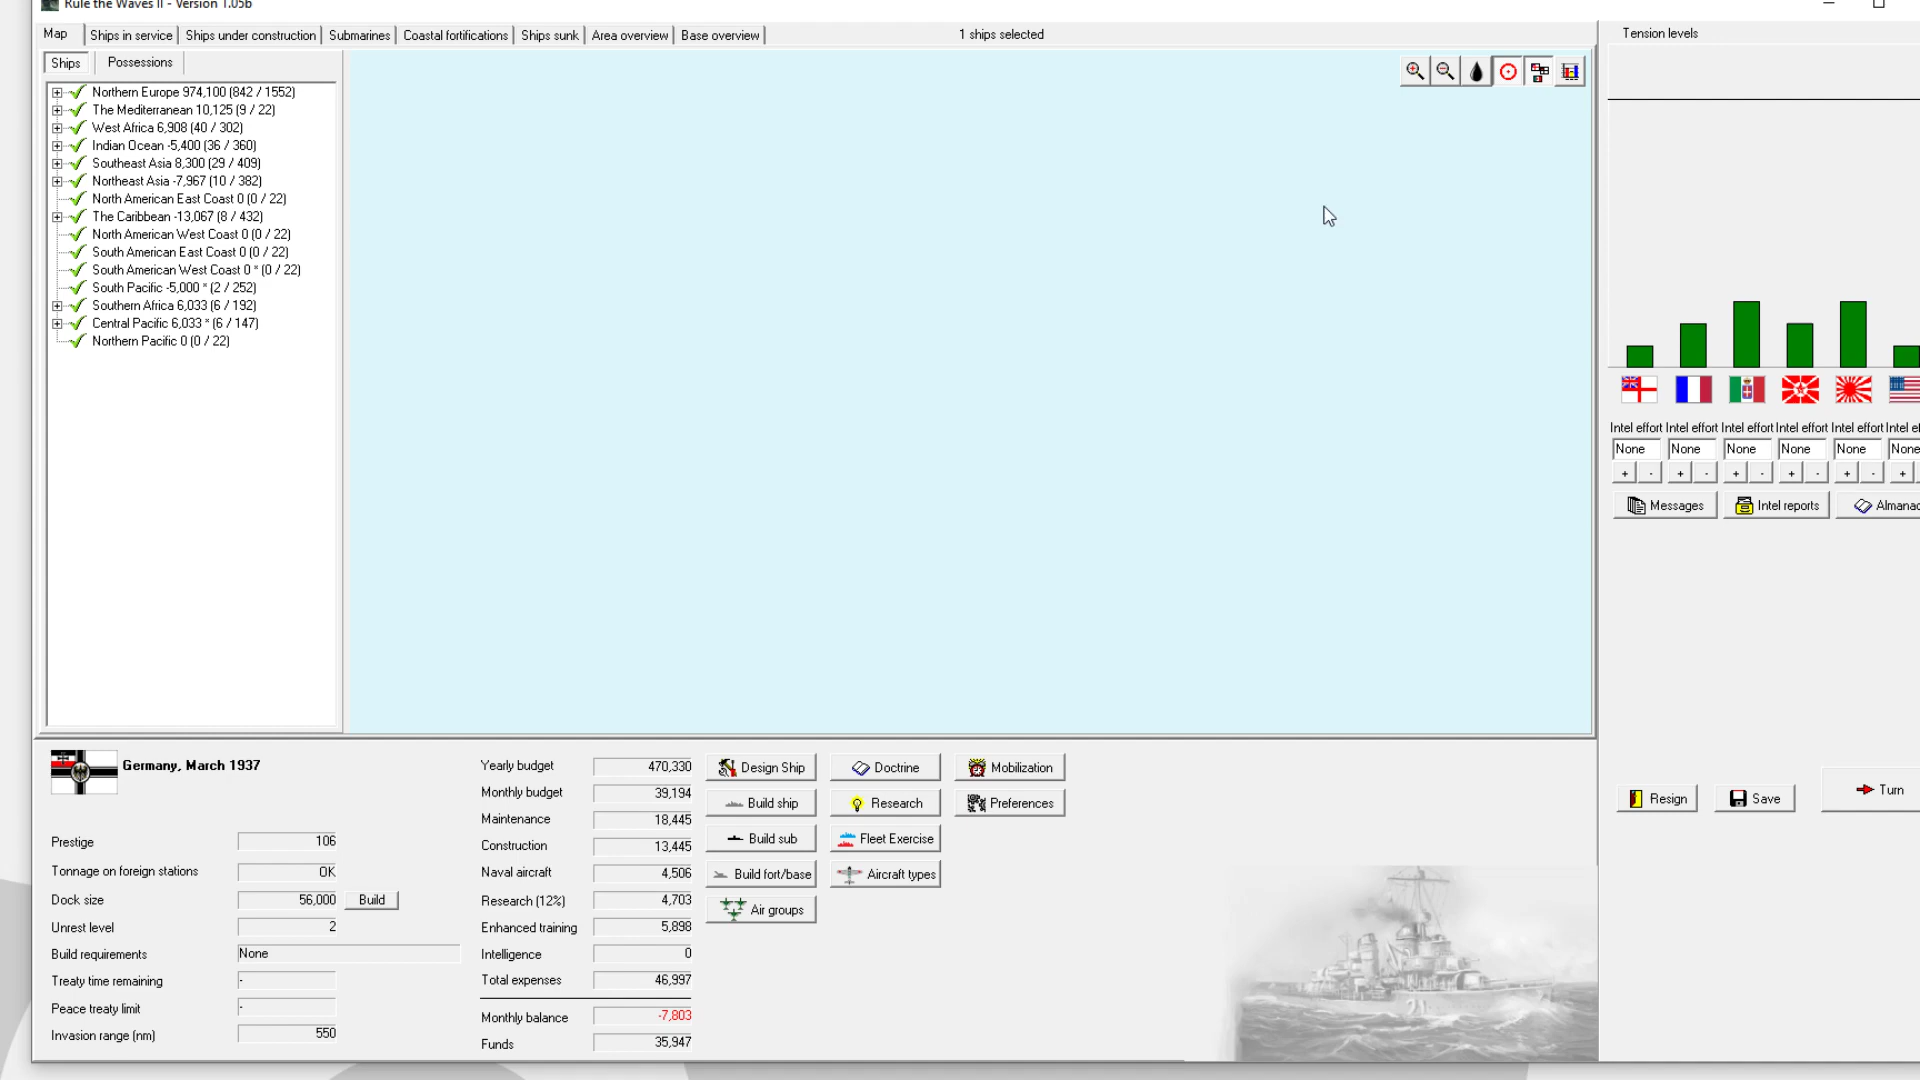 Rule the Waves II - Version 1.05b
Map
Ships in service
Ships under construction
Submarines
Coastal fortifications
Ships sunk
Area overview
Base overview
1 ships selected
Tension levels
Ships
Possessions
Northern Europe 974,100 (842 / 1552)
The Mediterranean 10,125 (9 / 22)
West Africa 6,908 (40 / 302)
Indian Ocean -5,400 (36 / 360)
Southeast Asia 8,300 (29 / 409)
Northeast Asia -7,967 (10 / 382)
North American East Coast 0 (0 / 22)
The Caribbean -13,067 (8 / 432)
North American West Coast 0 (0 / 22)
South American East Coast 0 (0 / 22)
South American West Coast 0 * (0 / 22)
South Pacific -5,000 * (2 / 252)
Southern Africa 6,033 (6 / 192)
Central Pacific 6,033 * (6 / 147)
Northern Pacific 0 (0 / 22)
Intel effort Intel effort Intel effort Intel effort Intel effort Intel ef
None None None None None None
+ - + - + - + - + - +
Messages
Intel reports
Almanac
Resign
Save
Turn
Germany, March 1937
Prestige 106
Tonnage on foreign stations OK
Dock size 56,000 Build
Unrest level 2
Build requirements None
Treaty time remaining -
Peace treaty limit -
Invasion range (nm) 550
Yearly budget 470,330
Monthly budget 39,194
Maintenance 18,445
Construction 13,445
Naval aircraft 4,506
Research (12%) 4,703
Enhanced training 5,898
Intelligence 0
Total expenses 46,997
Monthly balance -7,803
Funds 35,947
Design Ship
Doctrine
Mobilization
Build ship
Research
Preferences
Build sub
Fleet Exercise
Build fort/base
Aircraft types
Air groups